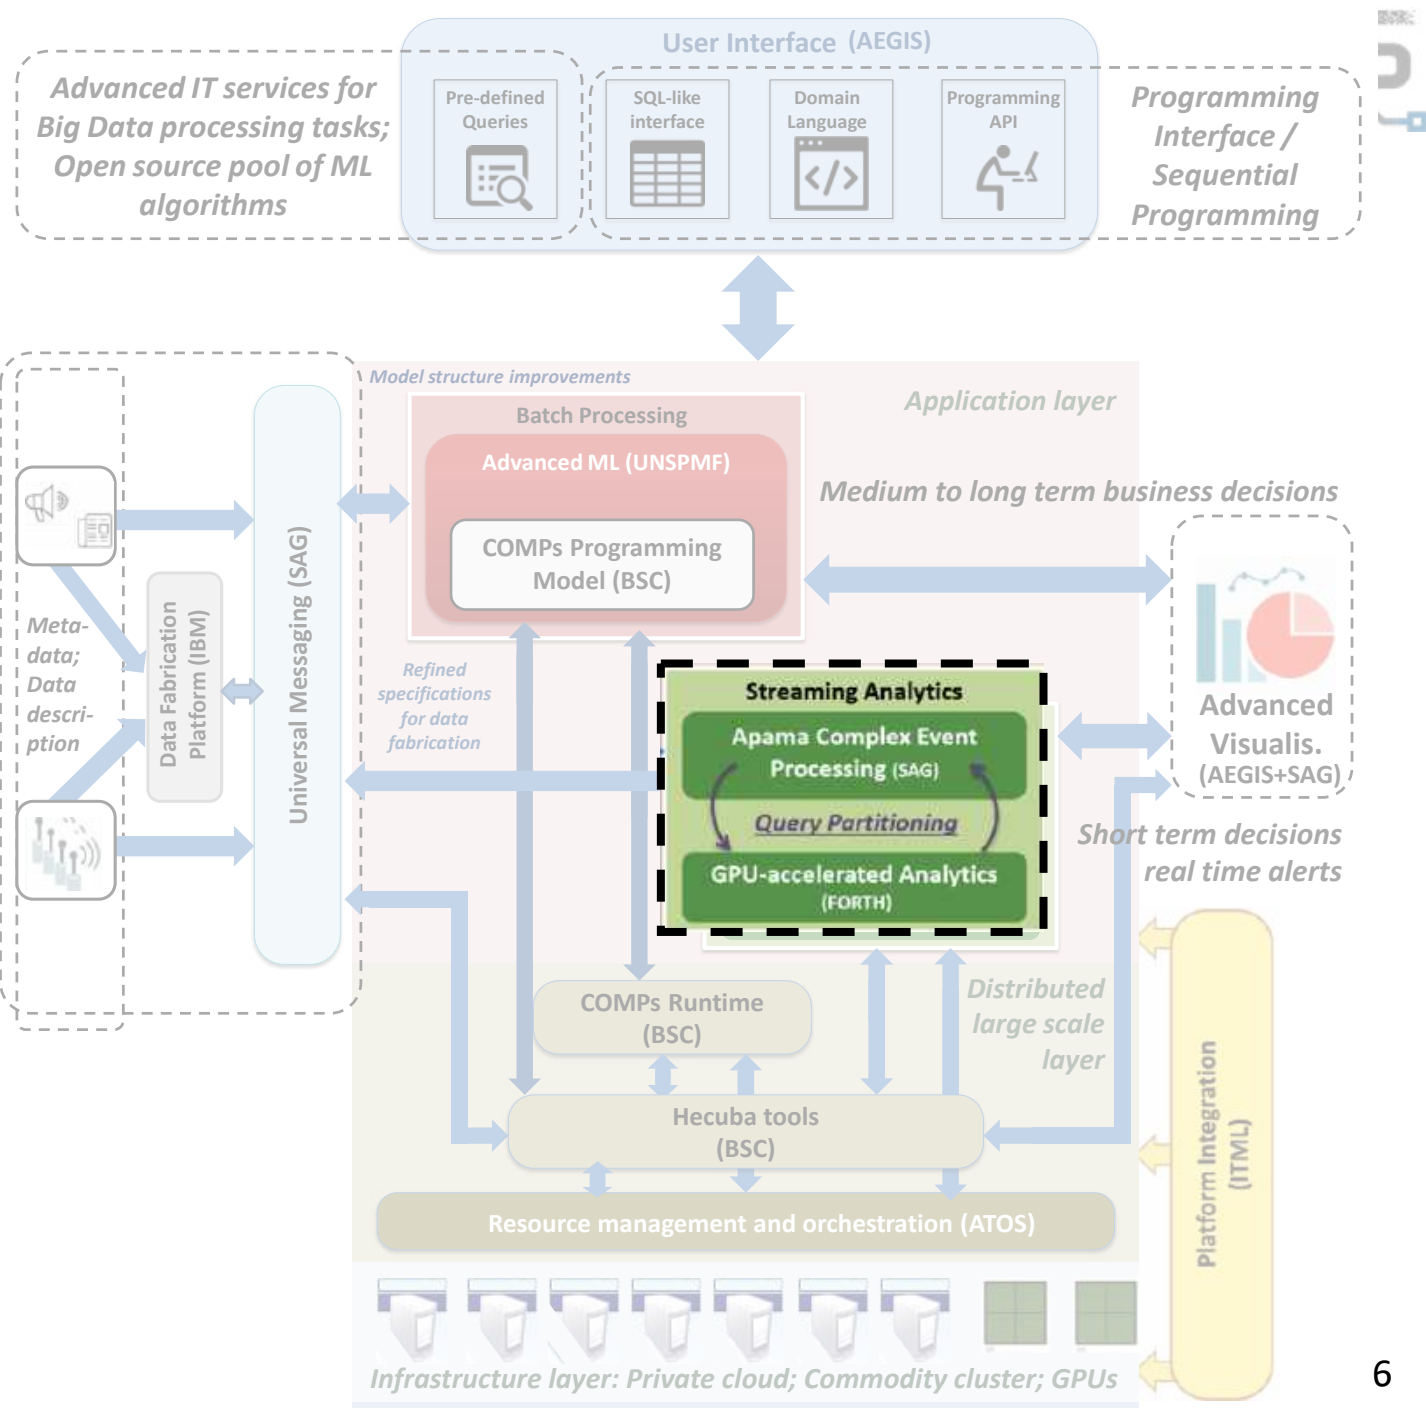 User Interface (AEGIS)
Advanced IT services for
Big Data processing tasks;
Open source pool of ML
algorithms
Pre-defined
Queries
SQL-like
interface
Domain
Language
Programming
API
Programming
Interface /
Sequential
Programming
Model structure improvements
Application layer
Batch Processing
Advanced ML (UNSPMF)
COMPs Programming
Model (BSC)
Medium to long term business decisions
Universal Messaging (SAG)
Data Fabrication
Platform (IBM)
Meta-
data;
Data
descri-
ption
Refined
specifications
for data
fabrication
Streaming Analytics
Apama Complex Event
Processing (SAG)
Query Partitioning
GPU-accelerated Analytics
(FORTH)
Advanced
Visualis.
(AEGIS+SAG)
Short term decisions
real time alerts
COMPs Runtime
(BSC)
Distributed
large scale
layer
Hecuba tools
(BSC)
Resource management and orchestration (ATOS)
Platform Integration
(ITML)
Infrastructure layer: Private cloud; Commodity cluster; GPUs
6